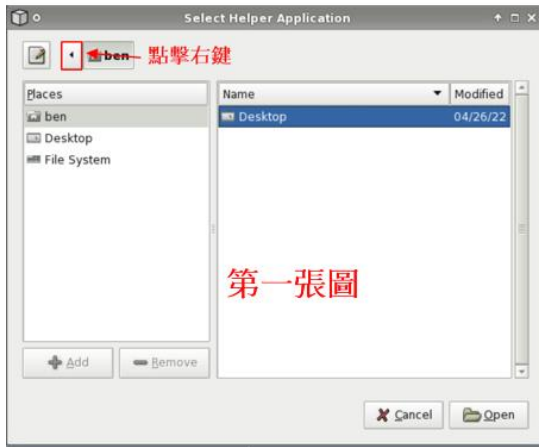 Select Helper Application
ben
點擊右鍵
Places
ben
Desktop
File System
Name
Modified
Desktop
04/26/22
第一張圖
Add
Remove
Cancel
Open